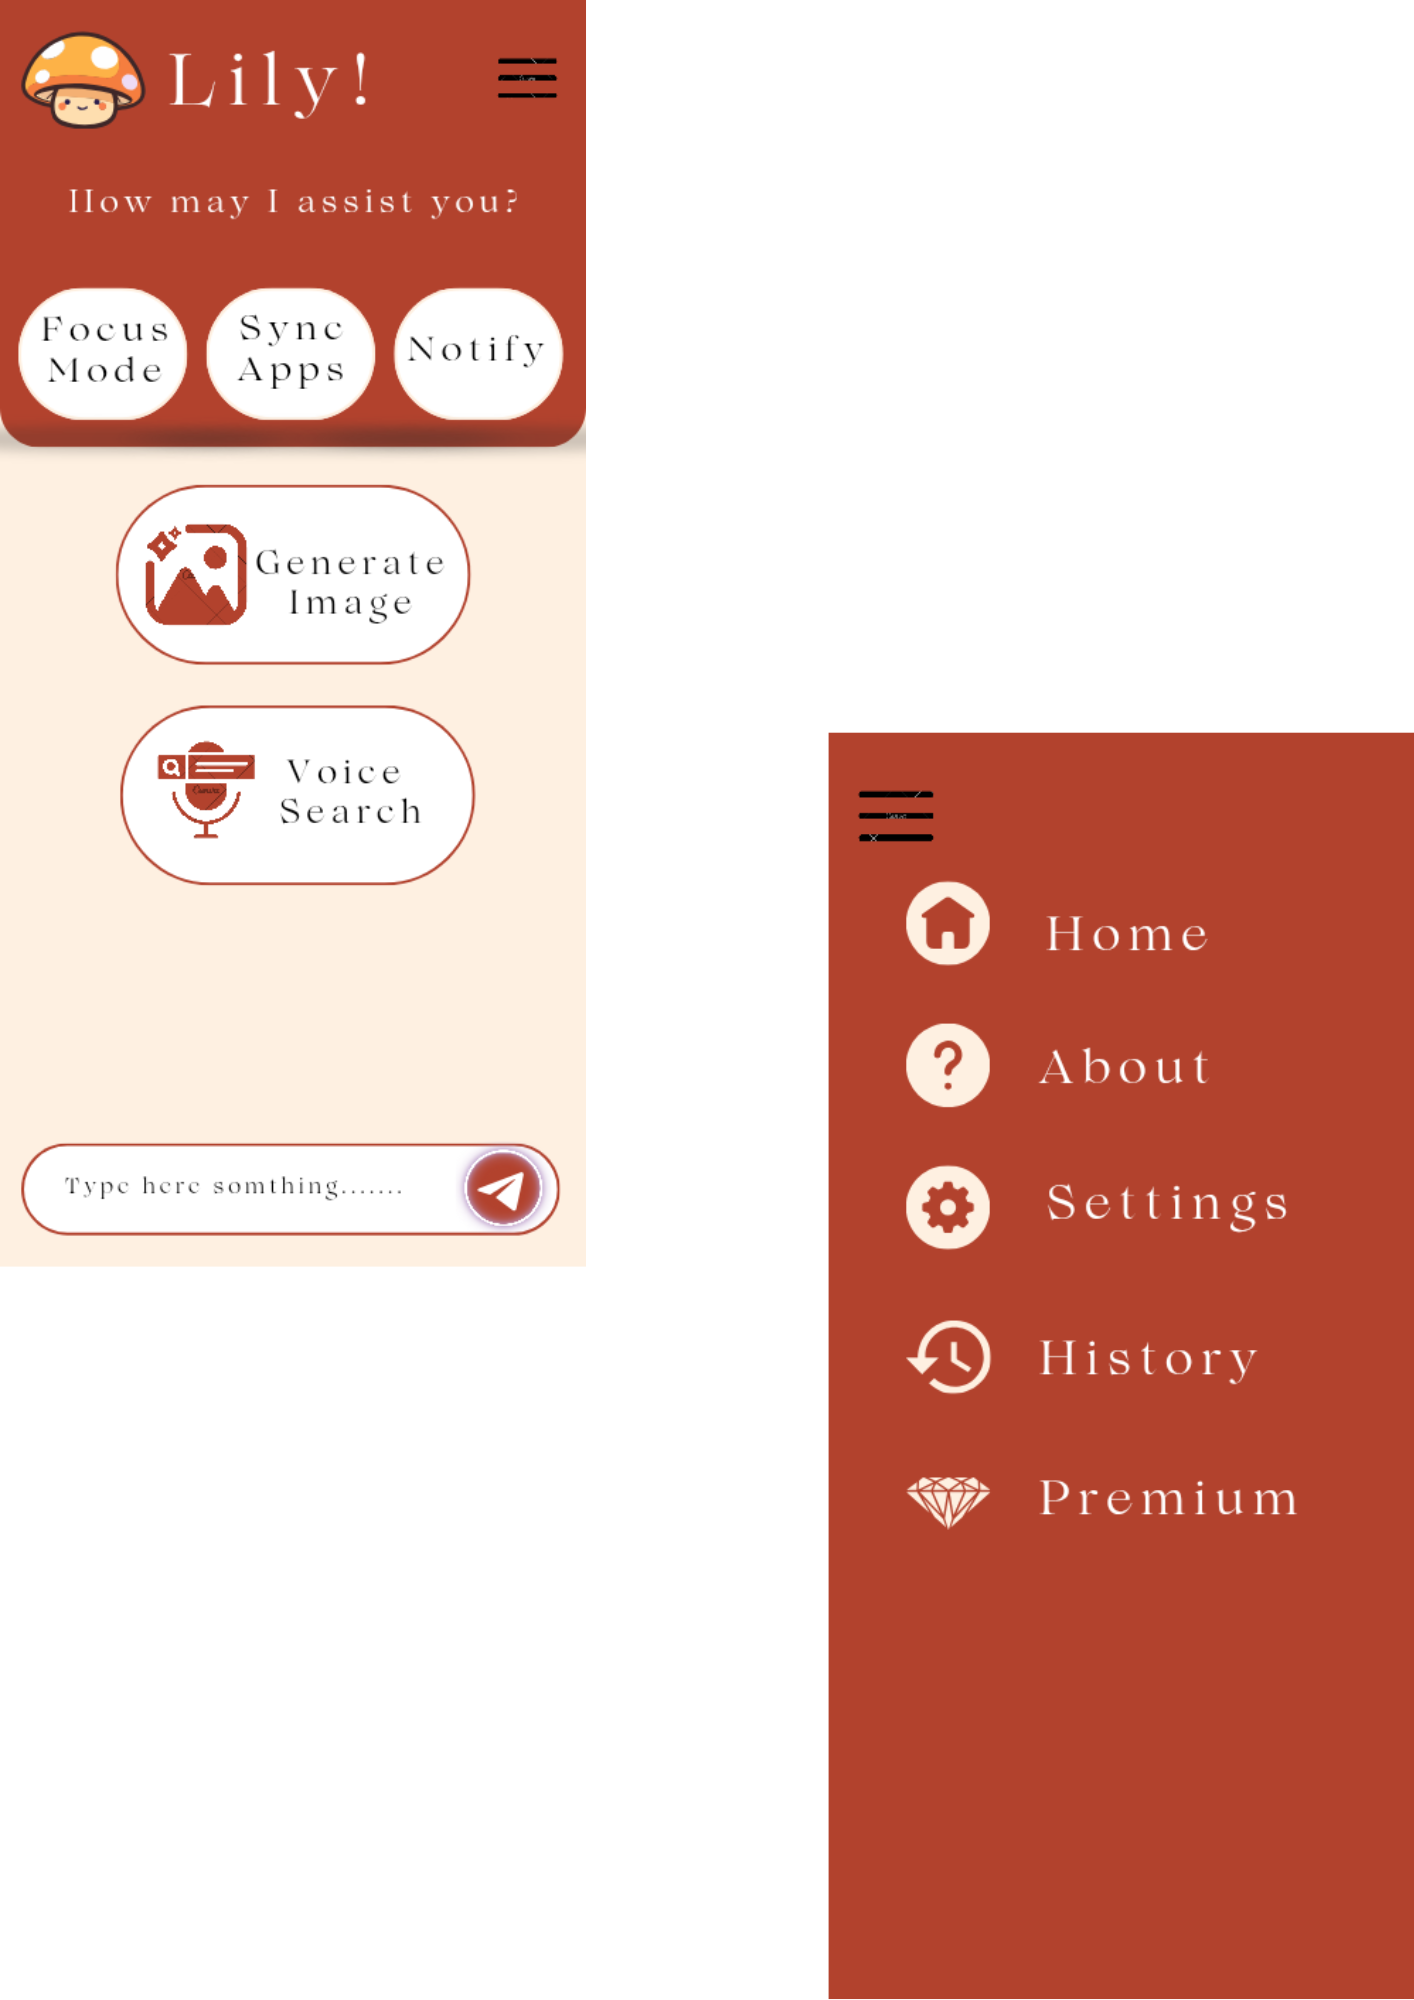 Lily!
How may I assist you?
Focus
Mode
Sync
Apps
Notify
Generate
Image
Voice
Search
Type here somthing.......
Home
About
Settings
History
Premium